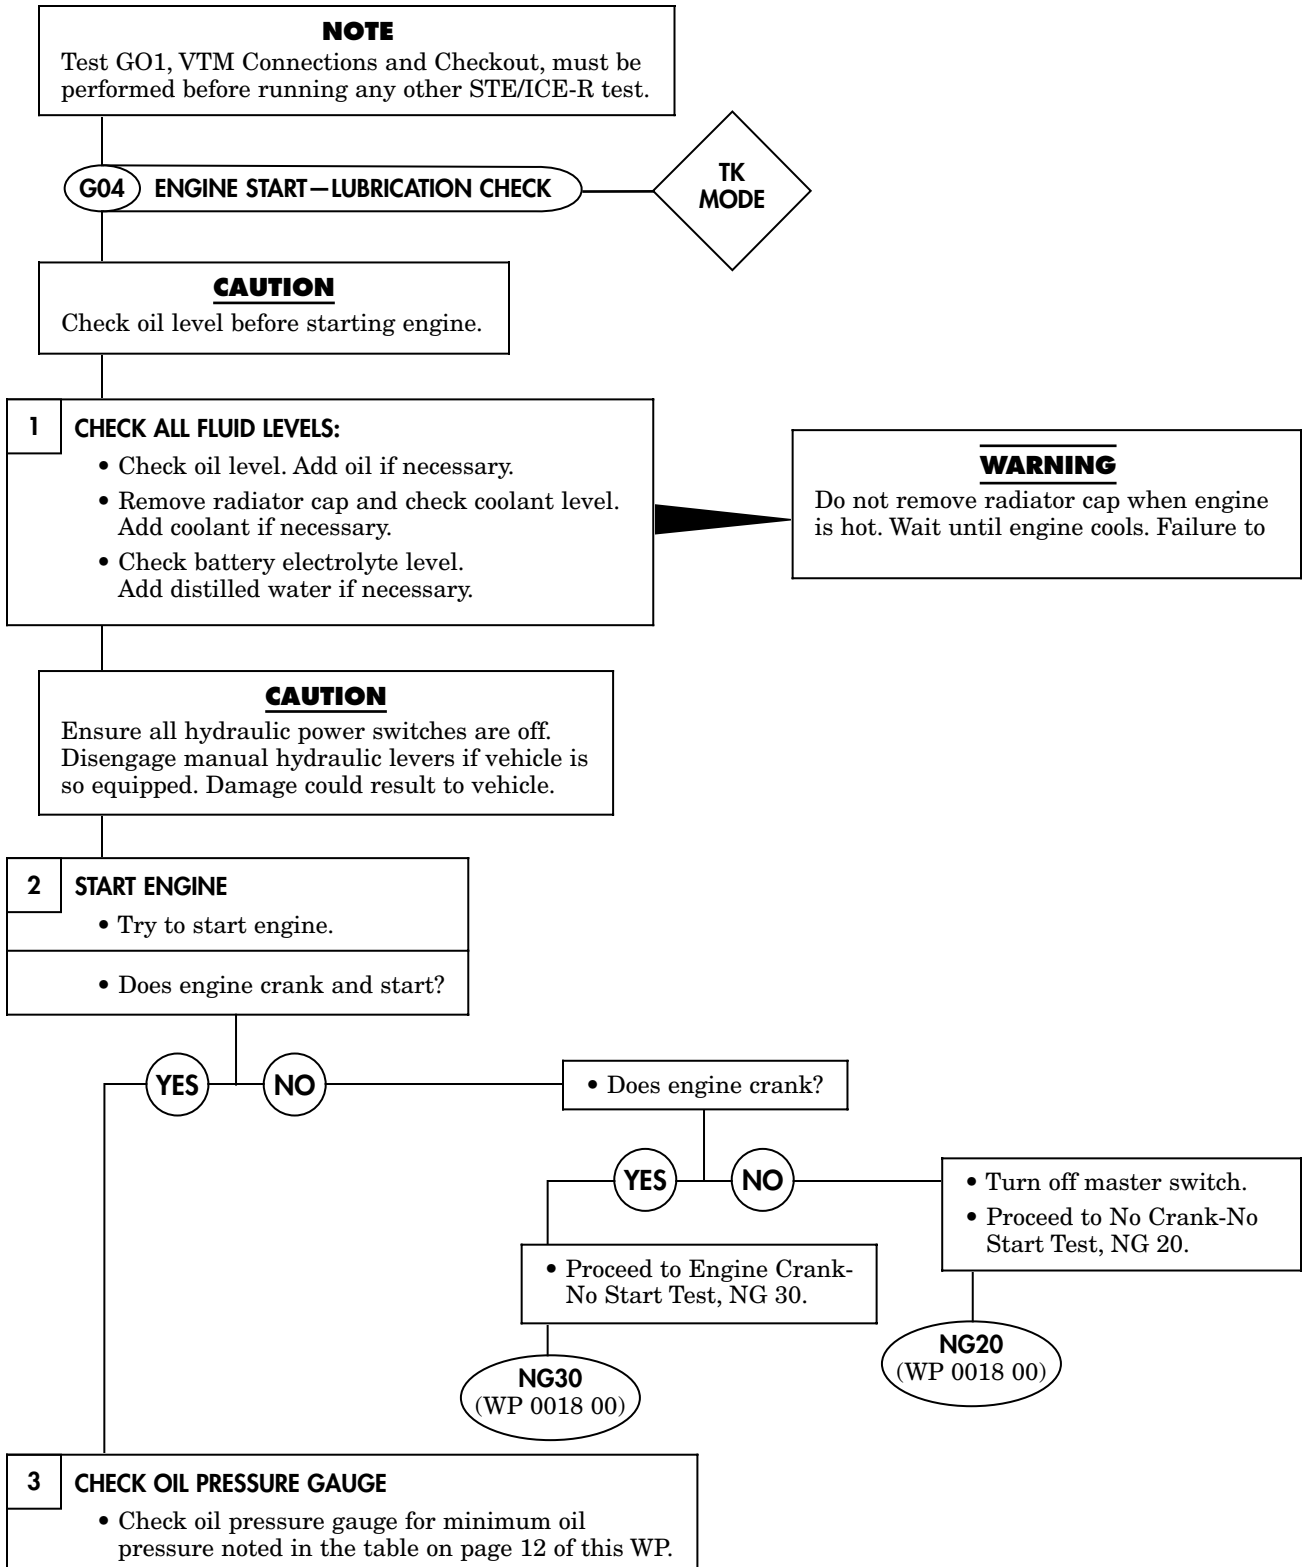 NOTE
Test GO1, VTM Connections and Checkout, must be
performed before running any other STE/ICE-R test.
G04 ENGINE START—LUBRICATION CHECK
TK
MODE
CAUTION
Check oil level before starting engine.
1 CHECK ALL FLUID LEVELS:
• Check oil level. Add oil if necessary.
• Remove radiator cap and check coolant level.
Add coolant if necessary.
• Check battery electrolyte level.
Add distilled water if necessary.
WARNING
Do not remove radiator cap when engine
is hot. Wait until engine cools. Failure to
CAUTION
Ensure all hydraulic power switches are off.
Disengage manual hydraulic levers if vehicle is
so equipped. Damage could result to vehicle.
2 START ENGINE
• Try to start engine.
• Does engine crank and start?
YES NO
• Does engine crank?
YES NO
• Turn off master switch.
• Proceed to No Crank-No
Start Test, NG 20.
• Proceed to Engine Crank-
No Start Test, NG 30.
NG20
(WP 0018 00)
NG30
(WP 0018 00)
3 CHECK OIL PRESSURE GAUGE
• Check oil pressure gauge for minimum oil
pressure noted in the table on page 12 of this WP.